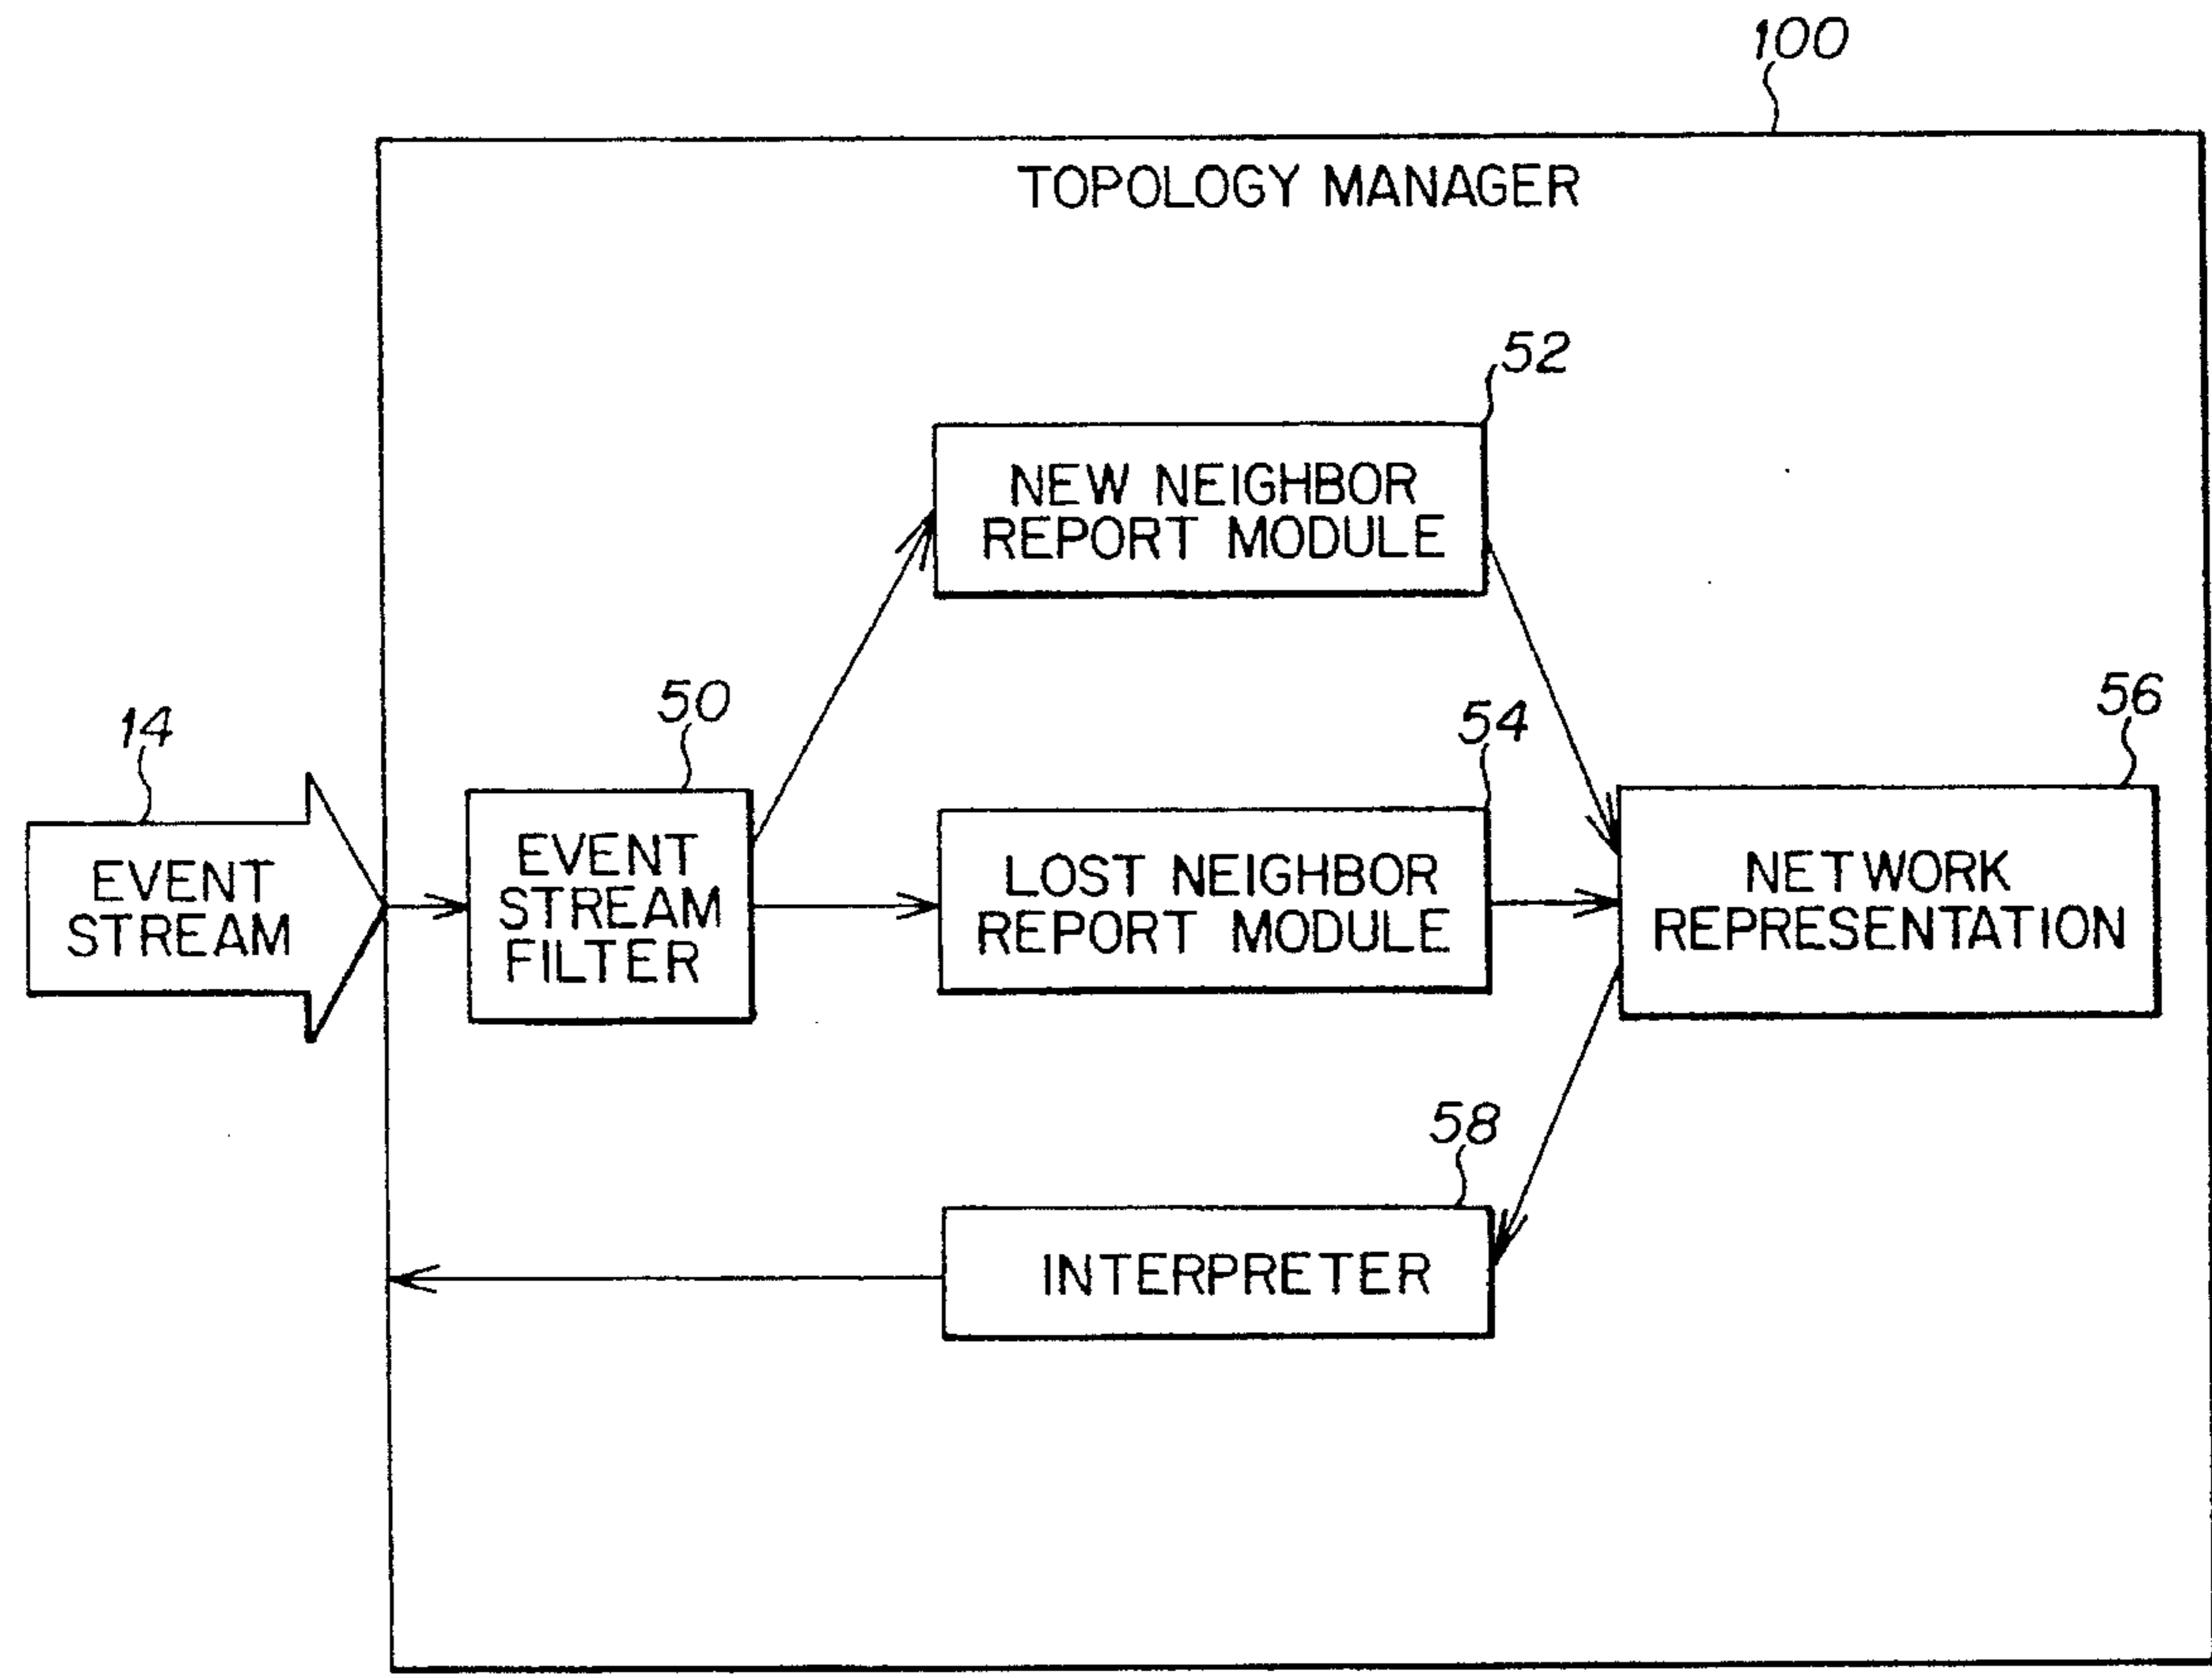 100
TOPOLOGY MANAGER
52
NEW NEIGHBOR
REPORT MODULE
14
EVENT
STREAM
50
EVENT
STREAM
FILTER
54
LOST NEIGHBOR
REPORT MODULE
56
NETWORK
REPRESENTATION
58
INTERPRETER